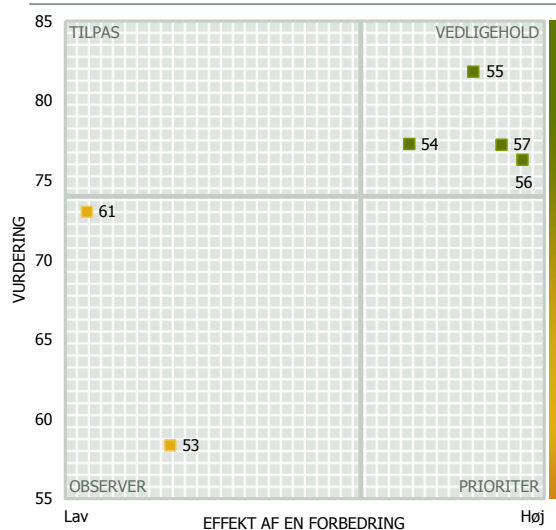 85
TILPAS VEDLIGEHOLD
55
80
54 57
75
56
61
VURDERING
70
65
60
53
OBSERVER PRIORITER
55
Lav Høj
EFFEKT AF EN FORBEDRING